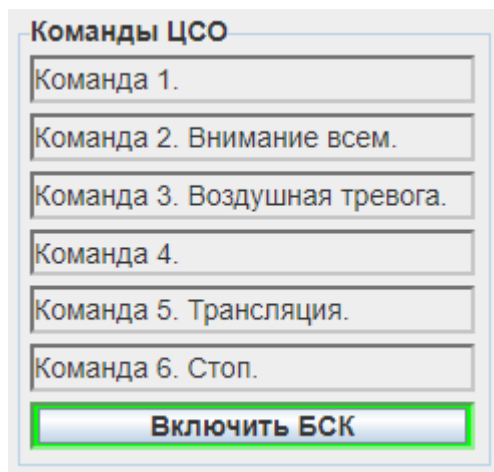 Команды ЦСО
Команда 1.
Команда 2. Внимание всем.
Команда 3. Воздушная тревога.
Команда 4.
Команда 5. Трансляция.
Команда 6. Стоп.
Включить БСК